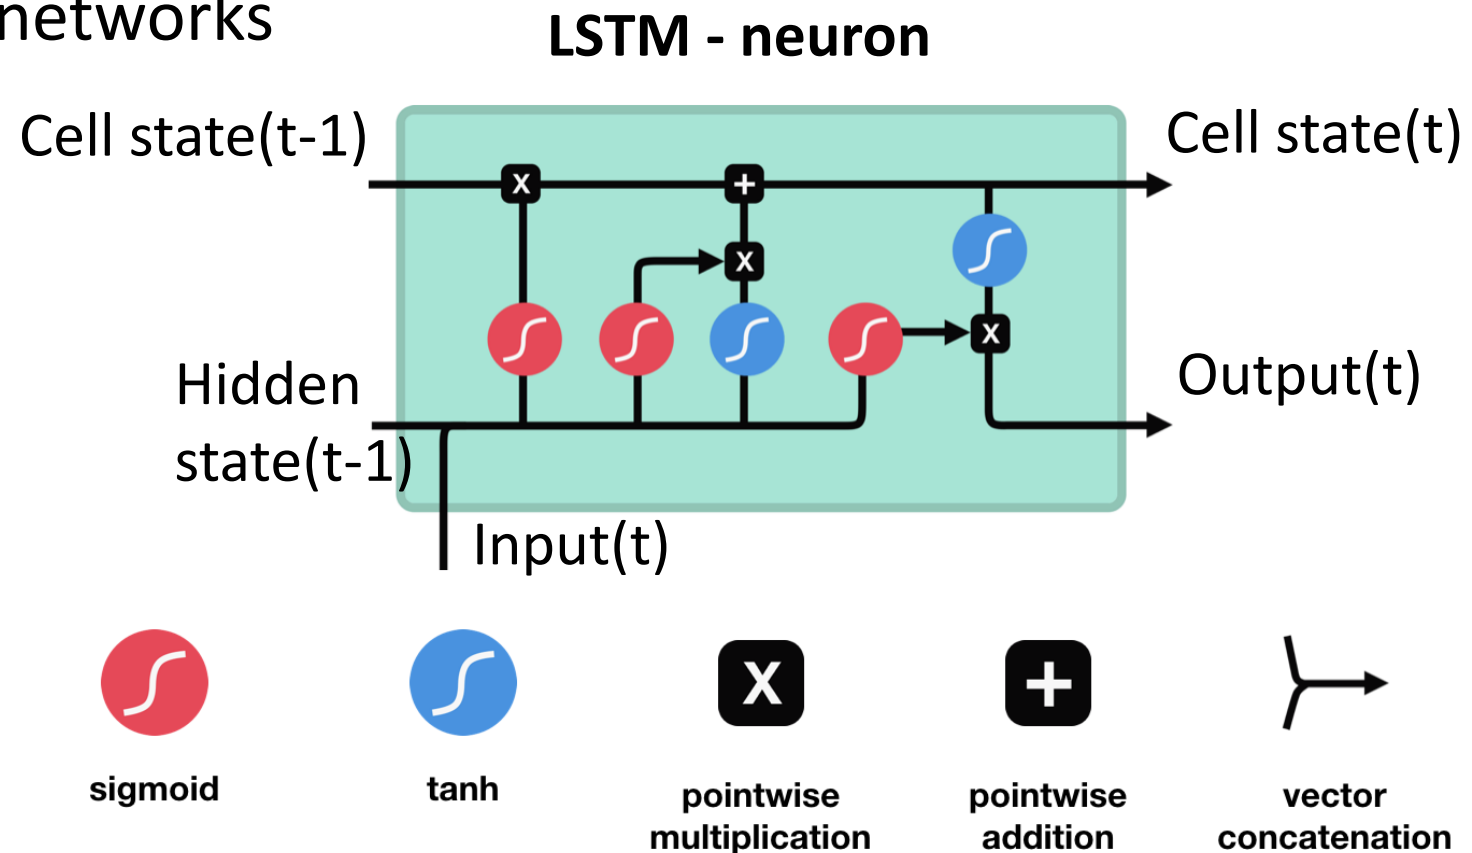 networks
LSTM - neuron
Cell state(t-1)
Cell state(t)
X
+
X
X
Hidden
state(t-1)
Output(t)
Input(t)
X
+
sigmoid
tanh
pointwise
multiplication
pointwise
addition
vector
concatenation